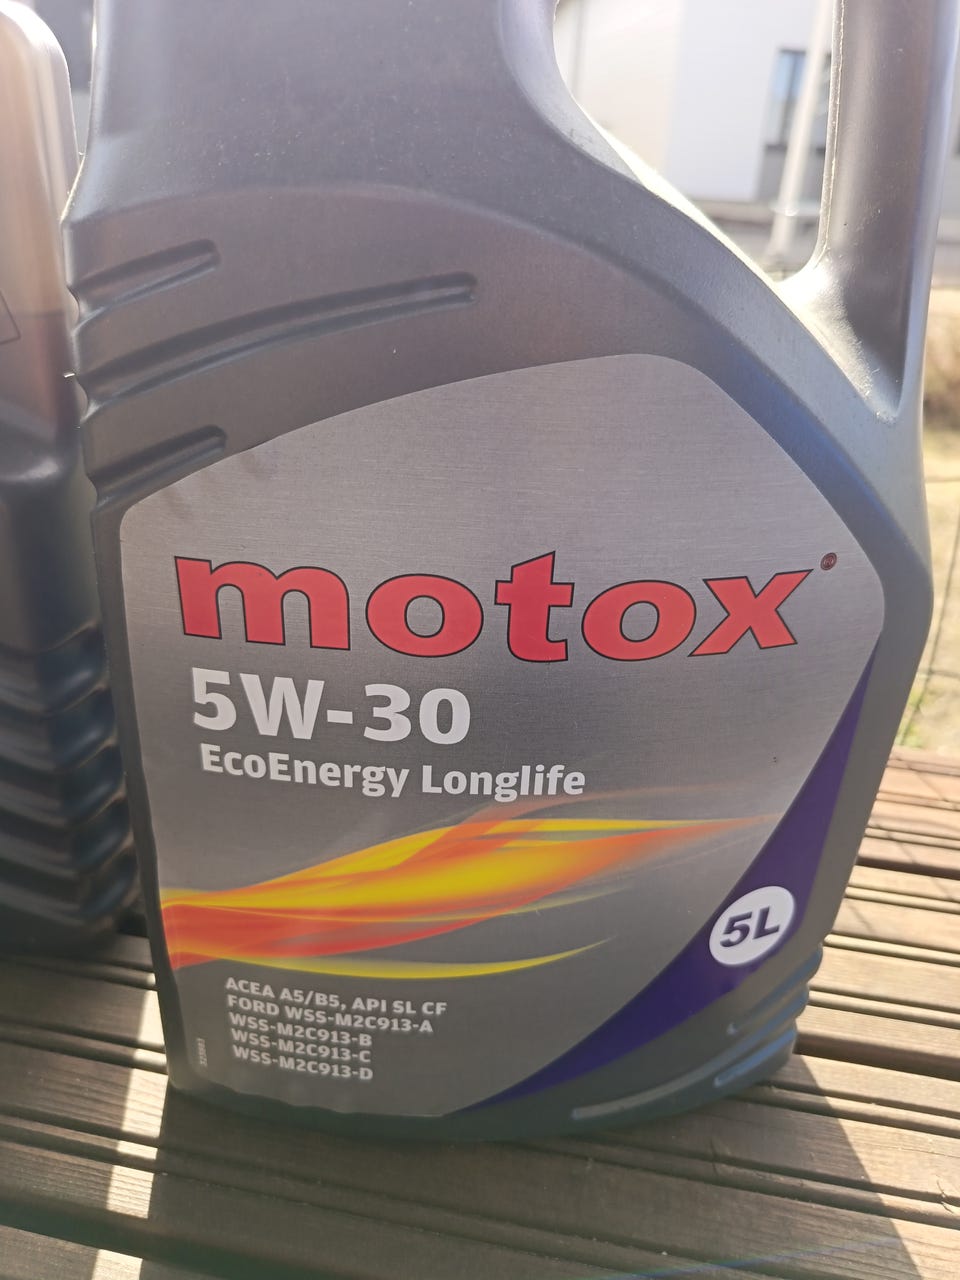 motox
5W-30
EcoEnergy Longlife
5L
ACEA A5/B5, API SL CF
FORD WSS-M2C913-A
WSS-M2C913-B
WSS-M2C913-C
WSS-M2C913-D